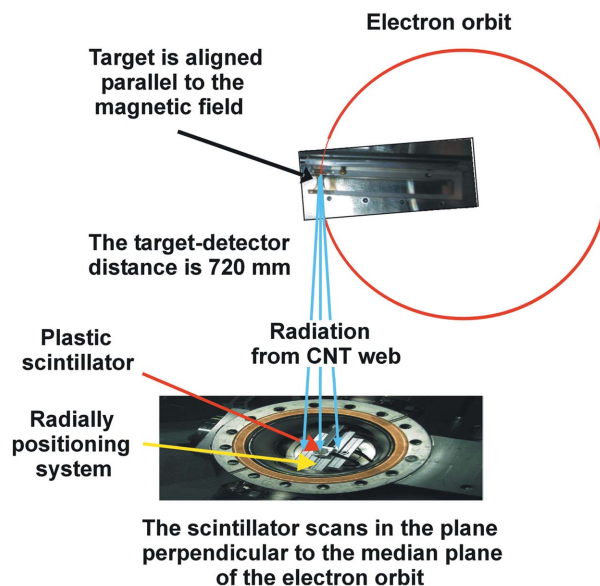 Electron orbit
Target is aligned
parallel to the
magnetic field
The target-detector
distance is 720 mm
Radiation
from CNT web
Plastic
scintillator
Radially
positioning
system
The scintillator scans in the plane
perpendicular to the median plane
of the electron orbit